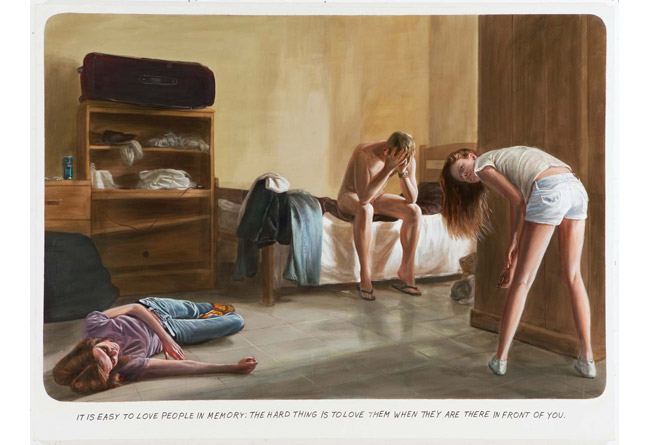 IT IS EASY TO LOVE PEOPLE IN MEMORY: THE HARD THING IS TO LOVE THEM WHEN THEY ARE THERE IN FRONT OF YOU.